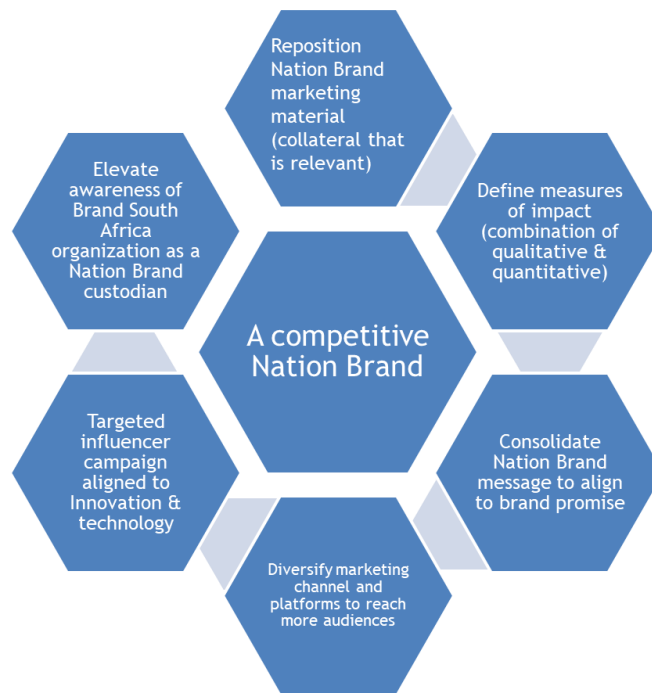 Reposition
Nation Brand
marketing
material
(collateral that
is relevant)
Define measures
of impact
(combination of
qualitative &
quantitative)
Consolidate
Nation Brand
message to align
to brand promise
Diversify marketing
channel and
platforms to reach
more audiences
Targeted
influencer
campaign
aligned to
Innovation &
technology
Elevate
awareness of
Brand South
Africa
organization as a
Nation Brand
custodian
A competitive
Nation Brand